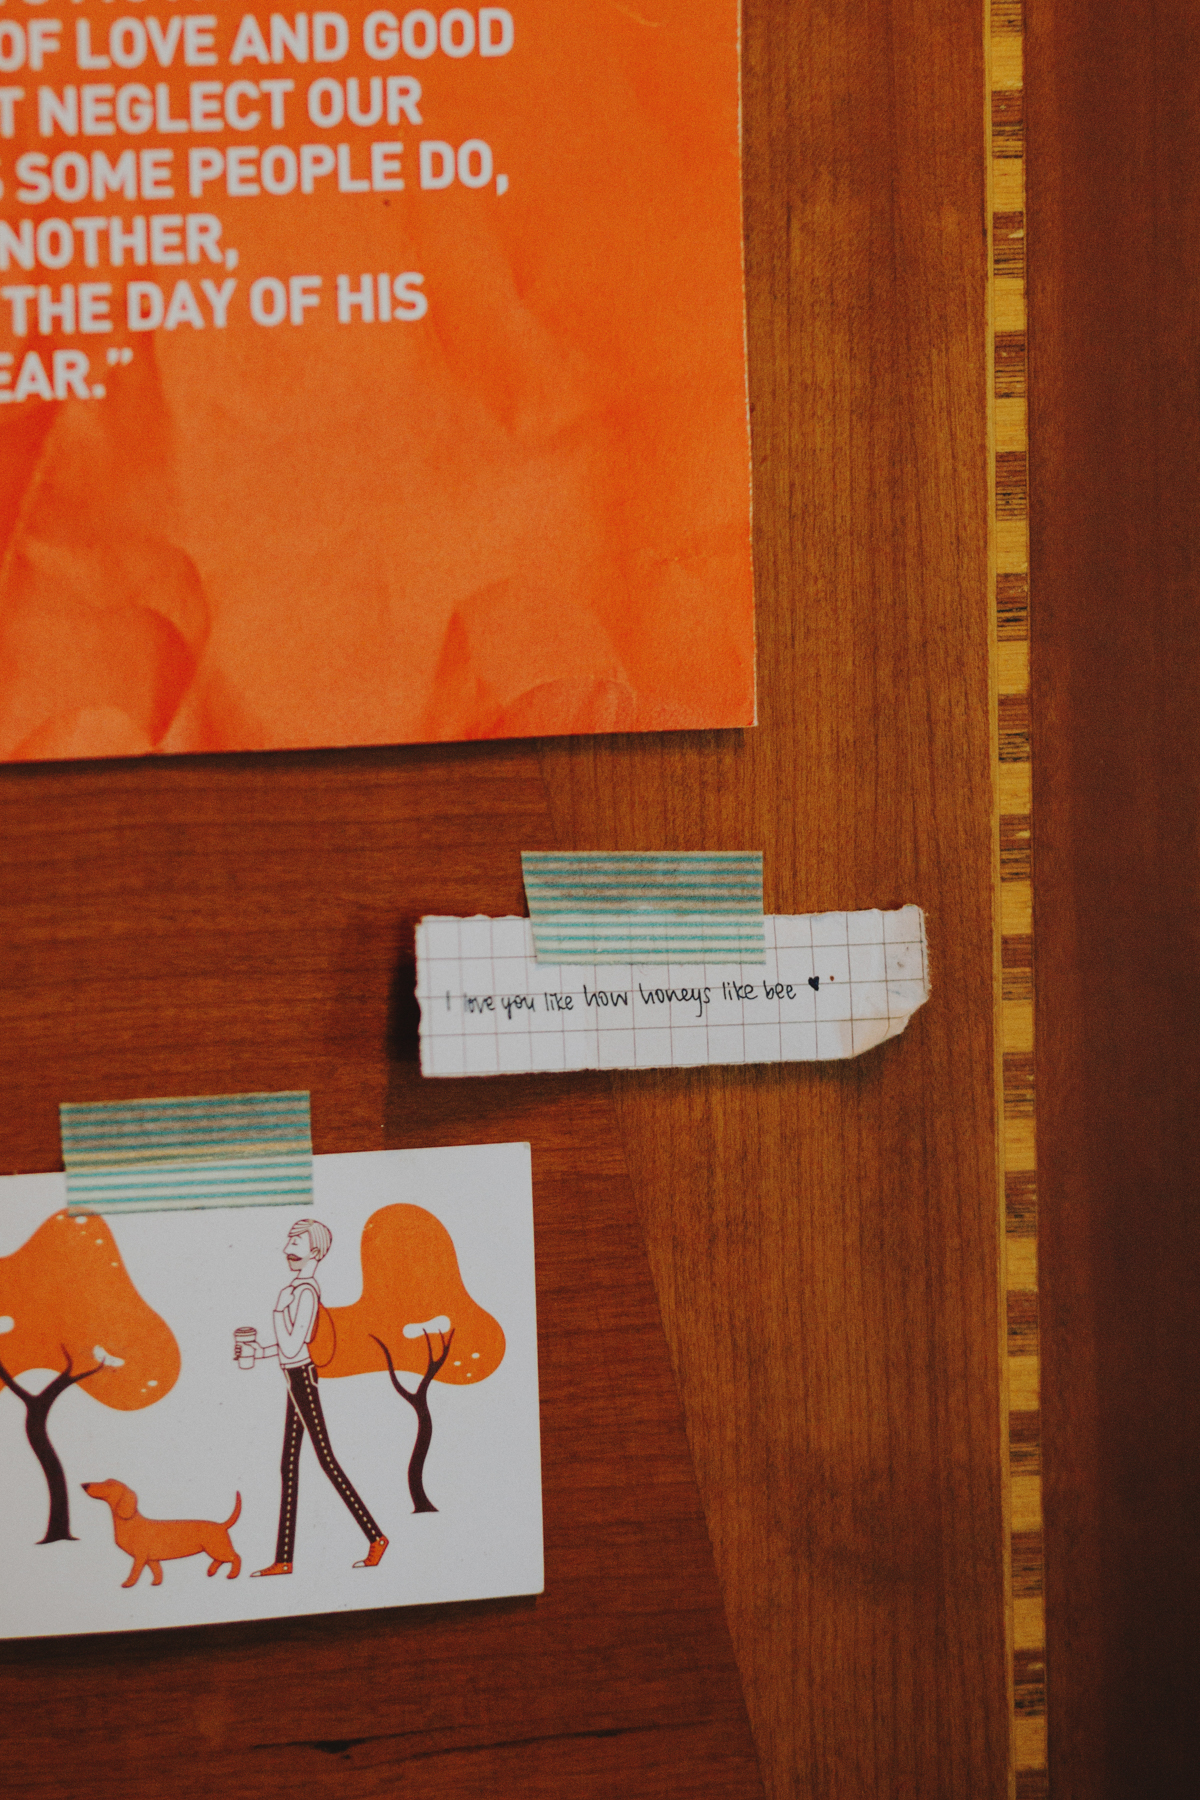 OF LOVE AND GOOD
T NEGLECT OUR
S SOME PEOPLE DO,
NOTHER,
THE DAY OF HIS
EAR.”
I love you like how honeys like bee ♥